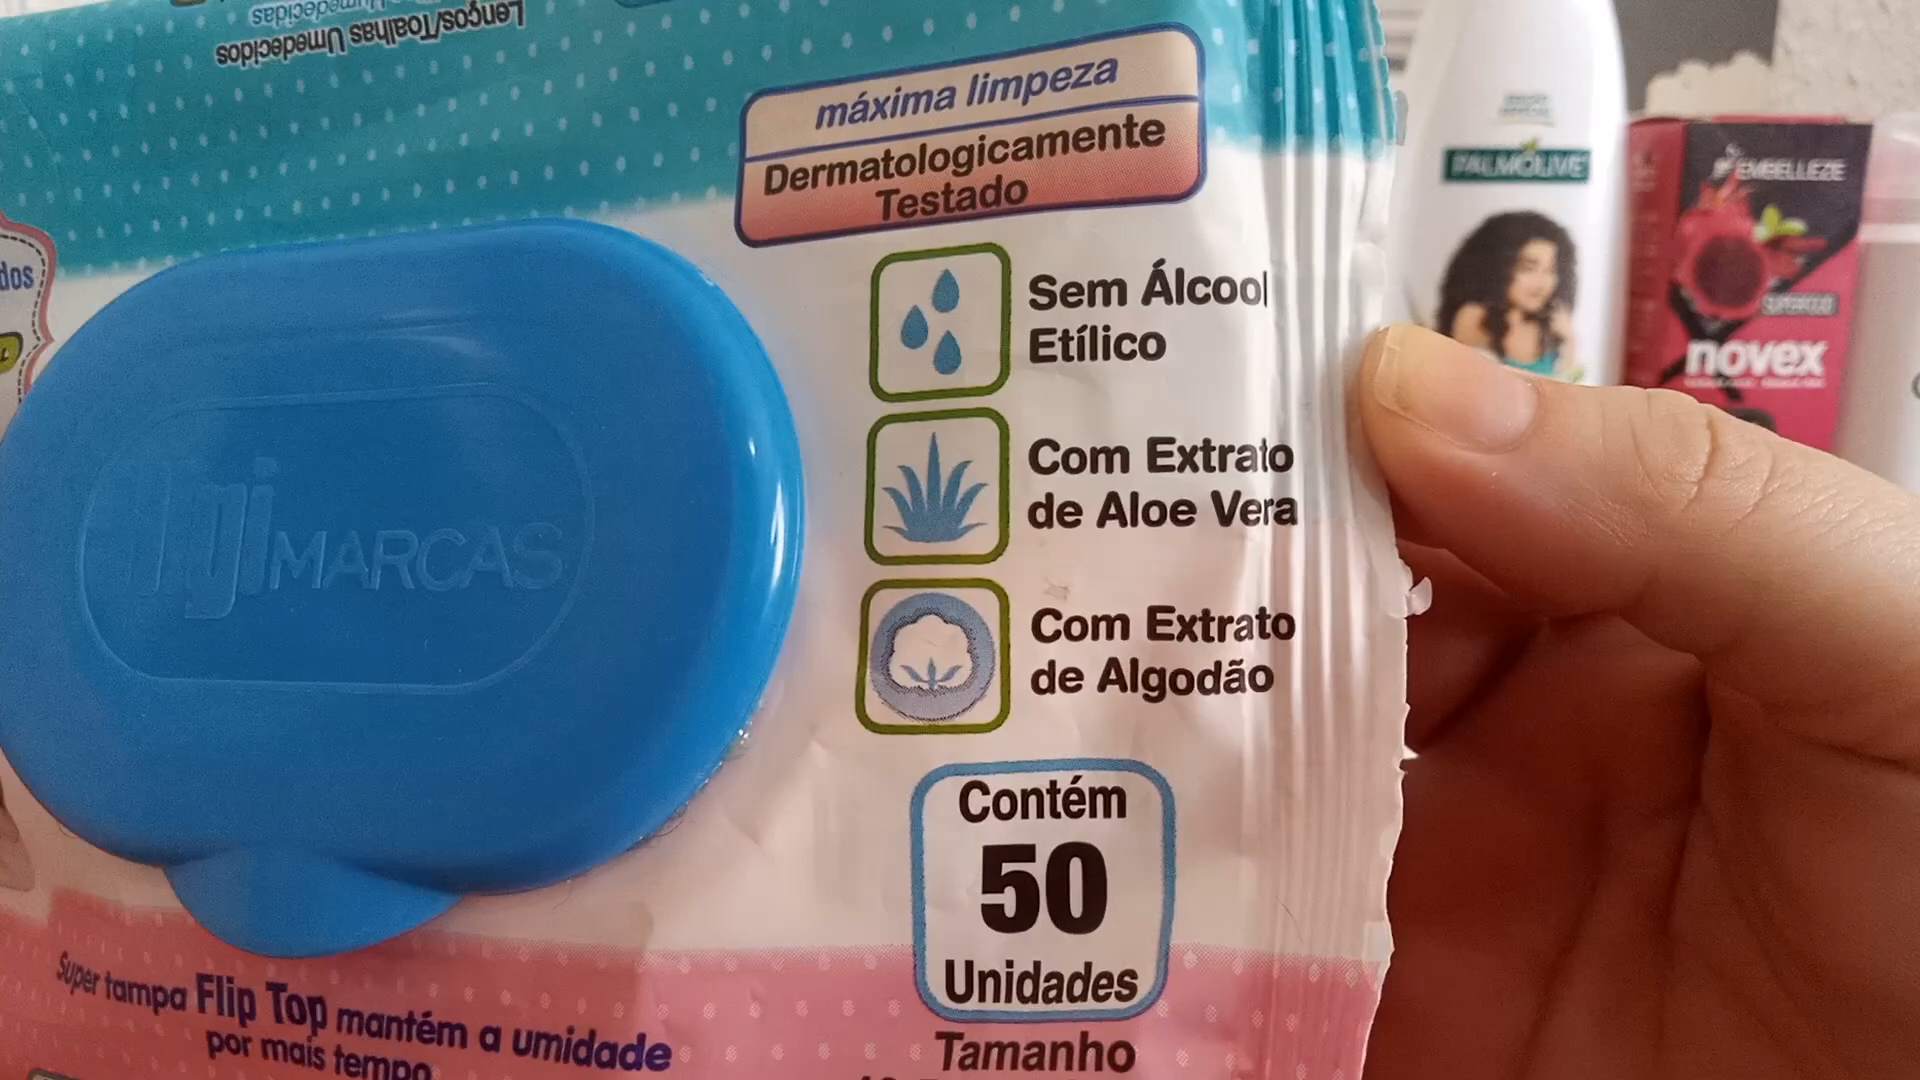 Lenços/Toalhas Umedecidos
máxima limpeza
Dermatologicamente
Testado
Sem Álcool
Etílico
Com Extrato
de Aloe Vera
Com Extrato
de Algodão
Contém
50
Unidades
Tamanho
MARCAS
Super tampa Flip Top mantém a umidade
por mais tempo
PALMOLIVE
EMBELLEZE
novex